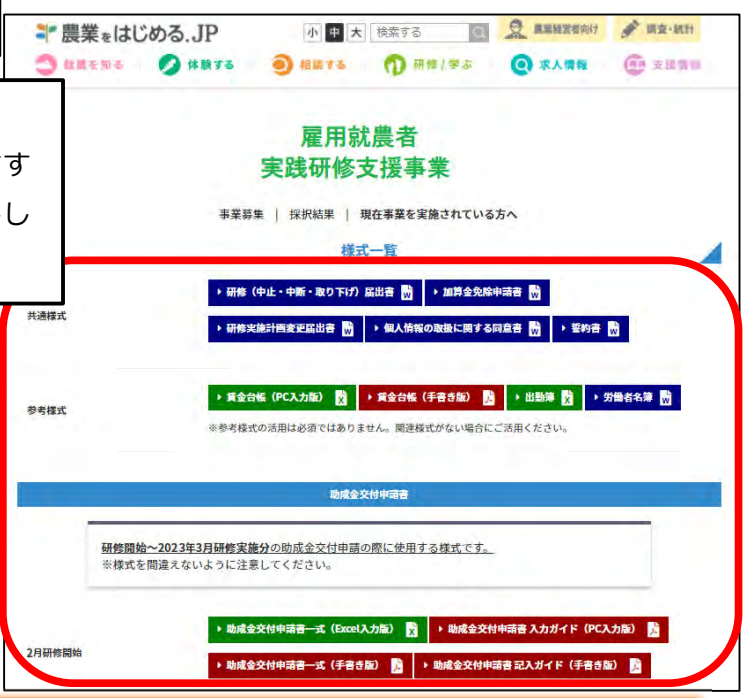 農業をはじめる.JP
小 中 大 検索する 農業経営者向け 調査・統計
就農を知る 体験する 相談する 研修/学ぶ 求人情報 支援情報
す
し
雇用就農者
実践研修支援事業
事業募集 | 採択結果 | 現在事業を実施されている方へ
様式一覧
共通様式
研修（中止・中断・取り下げ）届出書 加算金免除申請書
研修実施計画変更届出書 個人情報の取扱に関する同意書 誓約書
参考様式
賃金台帳（PC入力版） 賃金台帳（手書き版） 出勤簿 労働者名簿
※参考様式の活用は必須ではありません。関連様式がない場合にご活用ください。
助成金交付申請書
研修開始～2023年3月研修実施分の助成金交付申請の際に使用する様式です。
※様式を間違えないように注意してください。
2月研修開始
助成金交付申請書一式（Excel入力版） 助成金交付申請書 入力ガイド（PC入力版）
助成金交付申請書一式（手書き版） 助成金交付申請書 記入ガイド（手書き版）